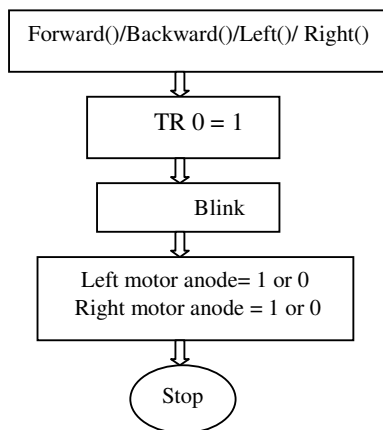 Forward()/Backward()/Left()/ Right()
TR 0 = 1
Blink
Left motor anode= 1 or 0
Right motor anode = 1 or 0
Stop